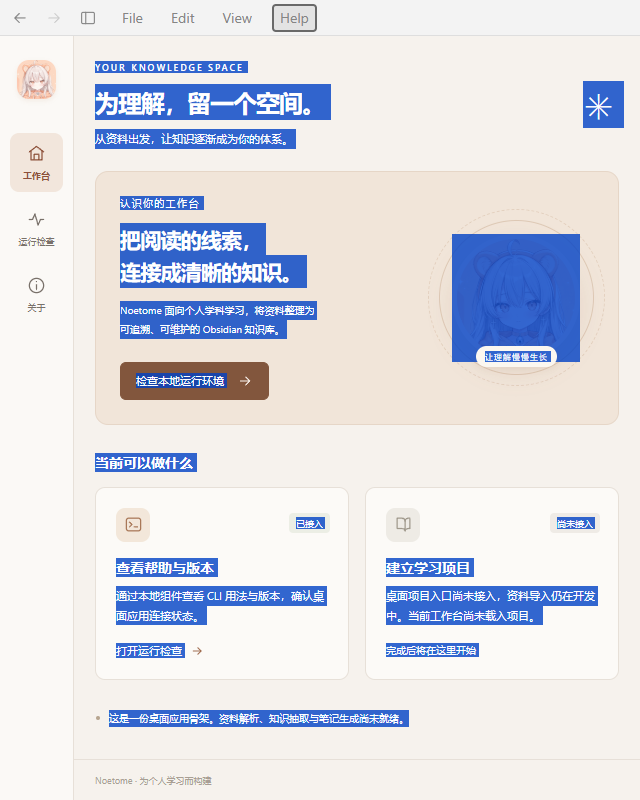 File Edit View Help
工作台
运行检查
关于
YOUR KNOWLEDGE SPACE
为理解，留一个空间。
从资料出发，让知识逐渐成为你的体系。
认识你的工作台
把阅读的线索，
连接成清晰的知识。
Noetome 面向个人学科学习，将资料整理为
可追溯、可维护的 Obsidian 知识库。
检查本地运行环境
让理解慢慢生长
当前可以做什么
已接入
查看帮助与版本
通过本地组件查看 CLI 用法与版本，确认桌
面应用连接状态。
打开运行检查
尚未接入
建立学习项目
桌面项目入口尚未接入，资料导入仍在开发
中。当前工作台尚未载入项目。
完成后将在这里开始
这是一份桌面应用骨架。资料解析、知识抽取与笔记生成尚未就绪。
Noetome · 为个人学习而构建